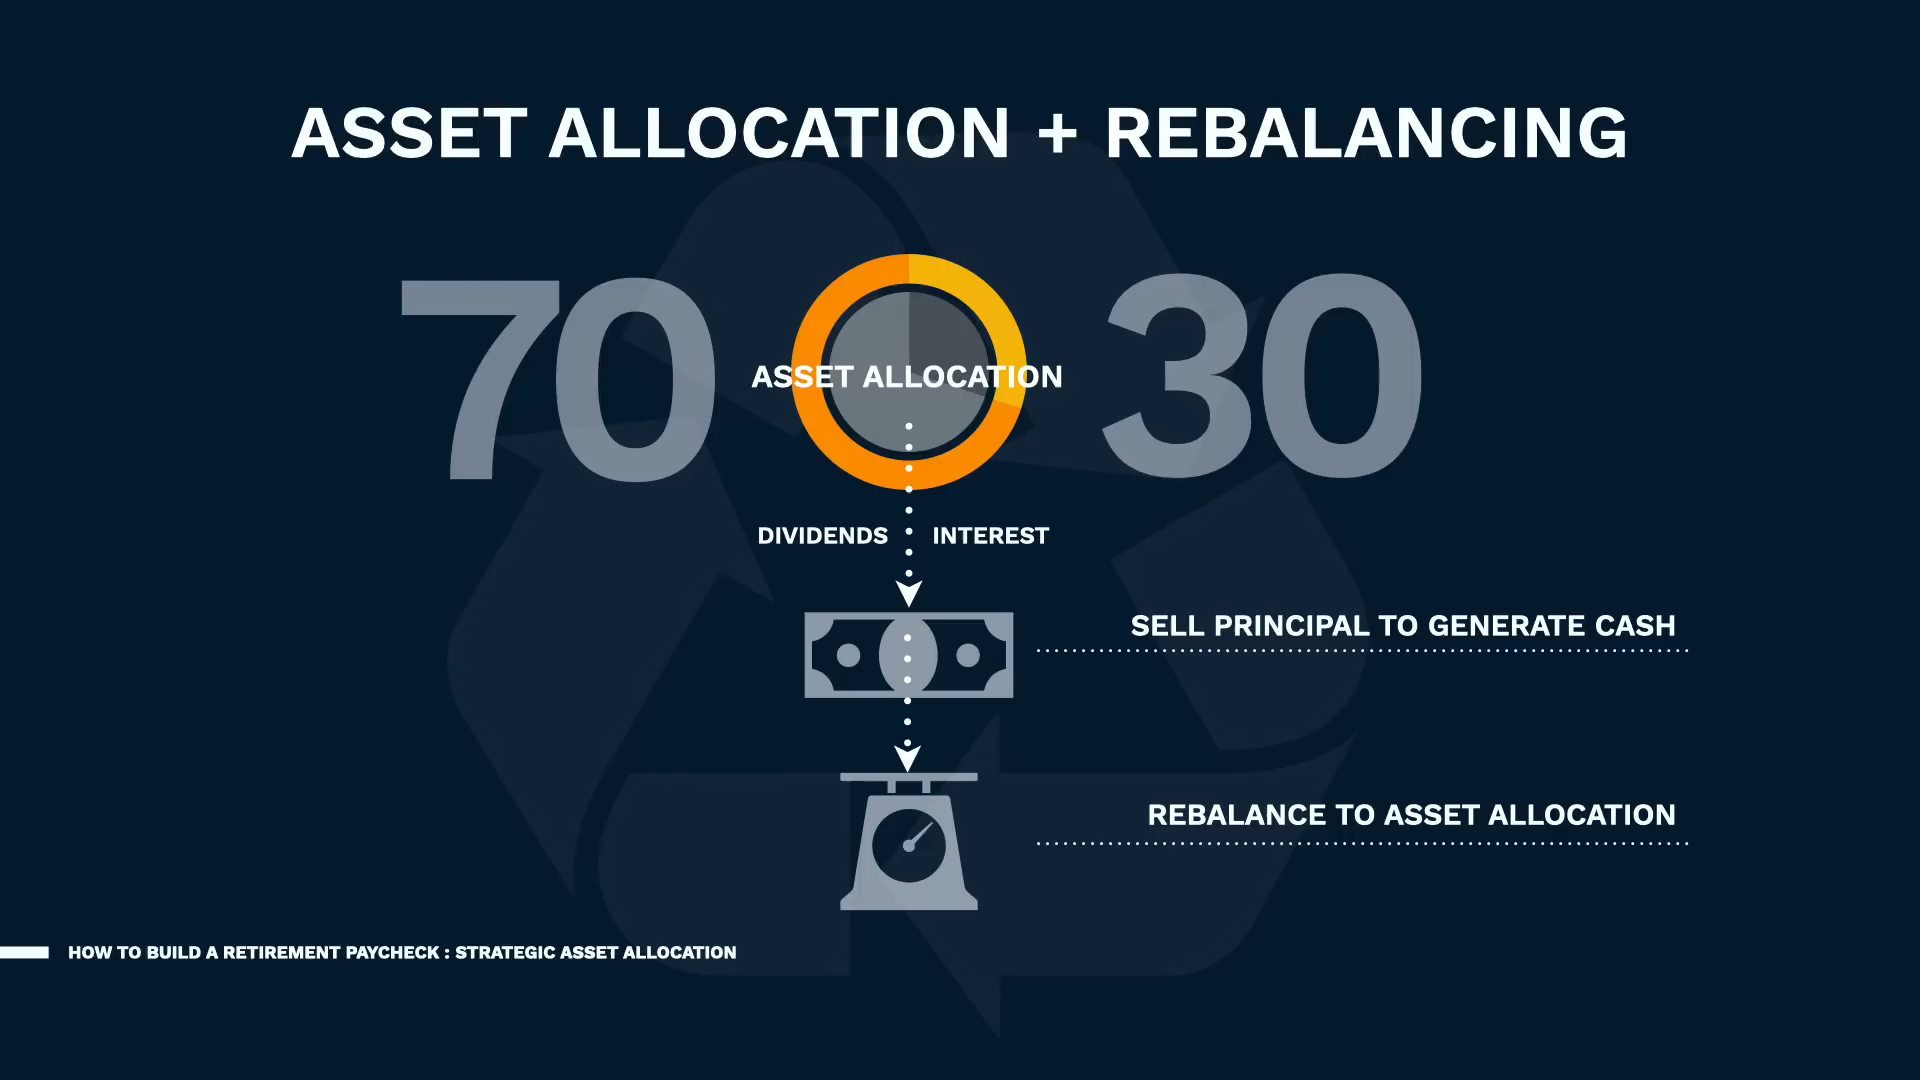 ASSET ALLOCATION + REBALANCING
70
ASSET ALLOCATION
30
DIVIDENDS
INTEREST
SELL PRINCIPAL TO GENERATE CASH
REBALANCE TO ASSET ALLOCATION
HOW TO BUILD A RETIREMENT PAYCHECK : STRATEGIC ASSET ALLOCATION